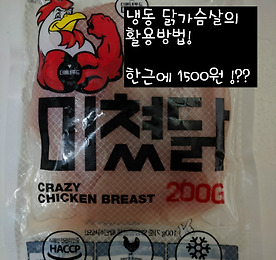 냉동 닭가슴살의
활용방법!
한근에 1500원 !??
미쳤닭
CRAZY
CHICKEN BREAST
200G
HACCP